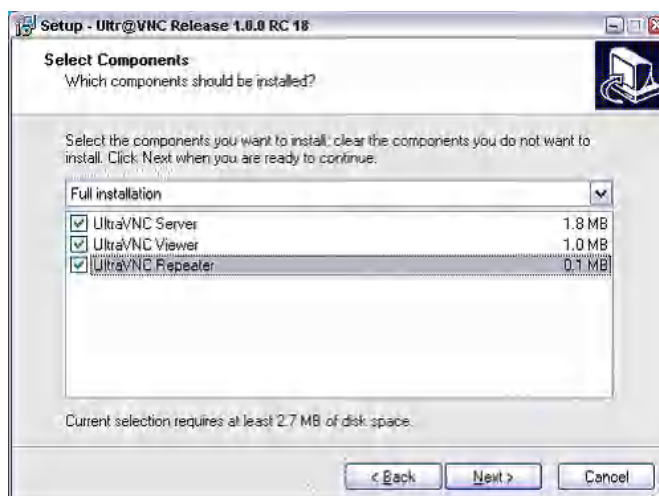 Setup - Ultr@VNC Release 1.0.0 RC 18
Select Components
Which components should be installed?
Select the components you want to install; clear the components you do not want to
install. Click Next when you are ready to continue.
Full installation
UltraVNC Server 1.8 MB
UltraVNC Viewer 1.0 MB
UltraVNC Repeater 0.1 MB
Current selection requires at least 2.7 MB of disk space.
< Back Next > Cancel